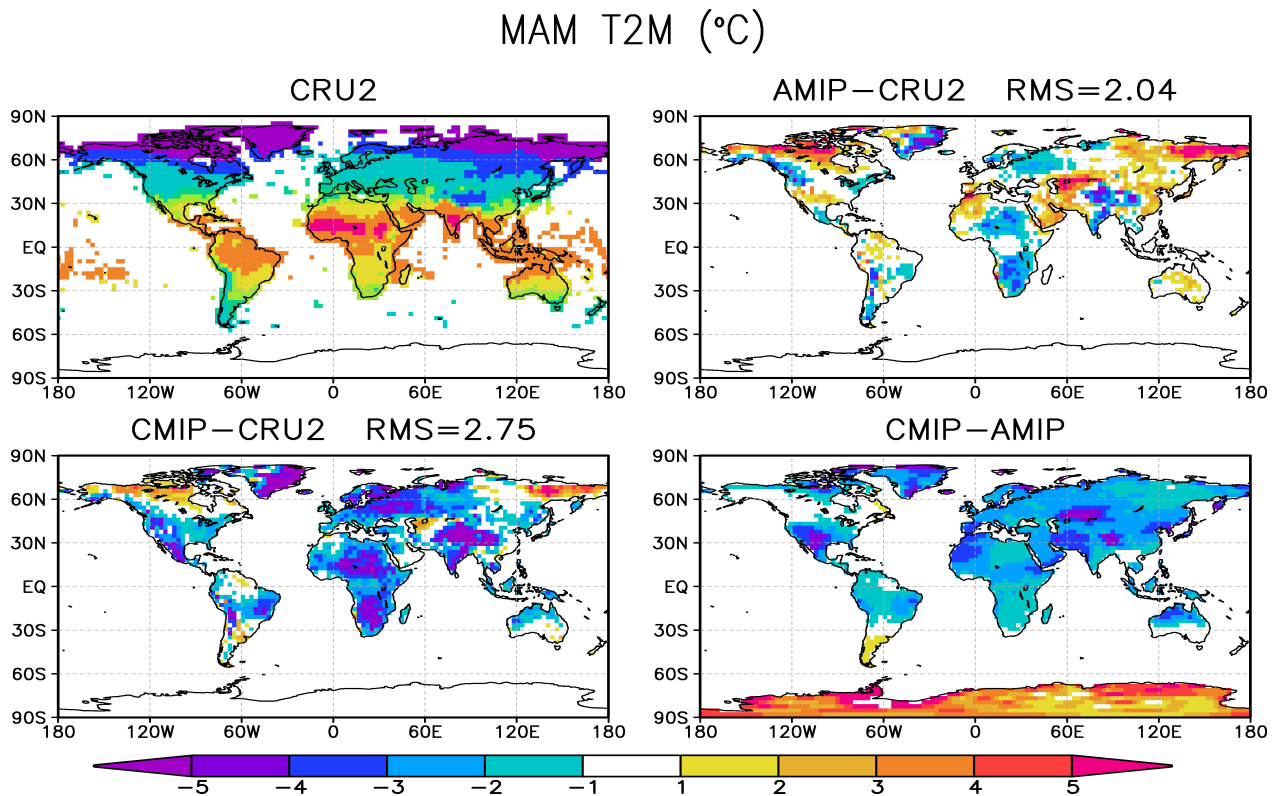 MAM T2M (°C)
CRU2
AMIP−CRU2 RMS=2.04
90N
60N
30N
EQ
30S
60S
90S
180 120W 60W 0 60E 120E 180
90N
60N
30N
EQ
30S
60S
90S
180 120W 60W 0 60E 120E 180
CMIP−CRU2 RMS=2.75
CMIP−AMIP
90N
60N
30N
EQ
30S
60S
90S
180 120W 60W 0 60E 120E 180
90N
60N
30N
EQ
30S
60S
90S
180 120W 60W 0 60E 120E 180
−5 −4 −3 −2 −1 1 2 3 4 5